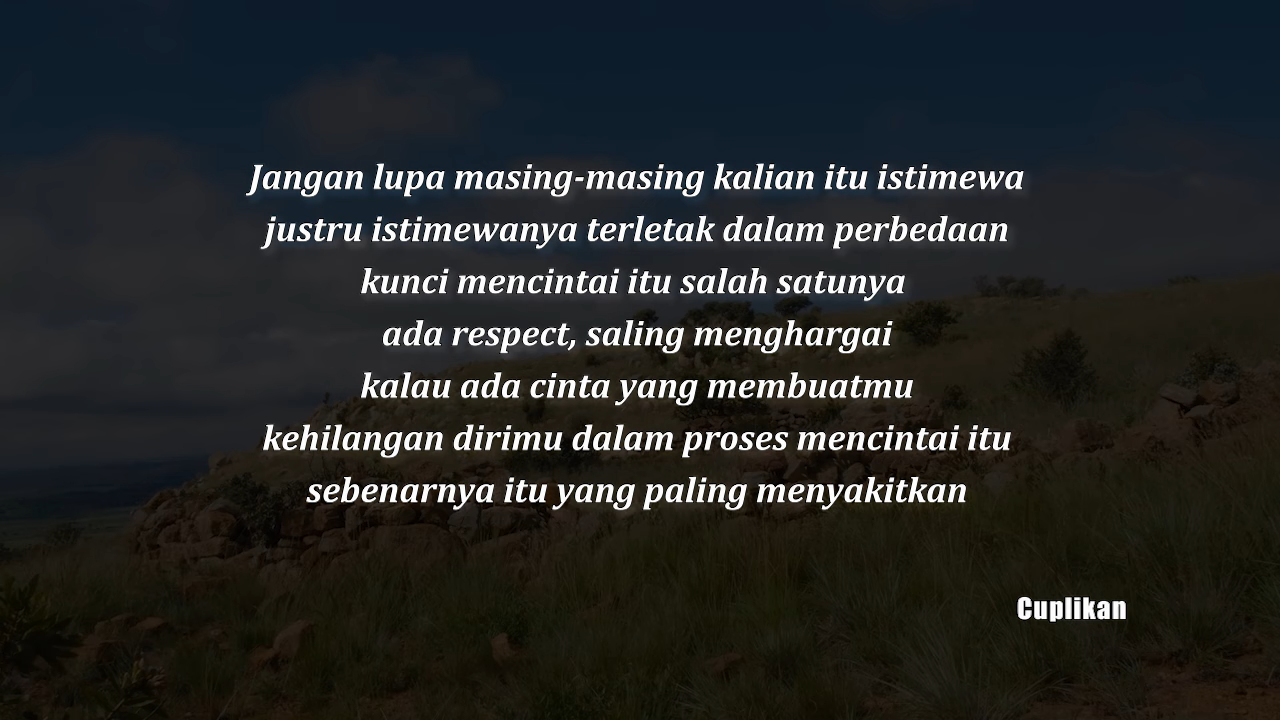 Jangan lupa masing-masing kalian itu istimewa
justru istimewanya terletak dalam perbedaan
kunci mencintai itu salah satunya
ada respect, saling menghargai
kalau ada cinta yang membuatmu
kehilangan dirimu dalam proses mencintai itu
sebenarnya itu yang paling menyakitkan
Cuplikan